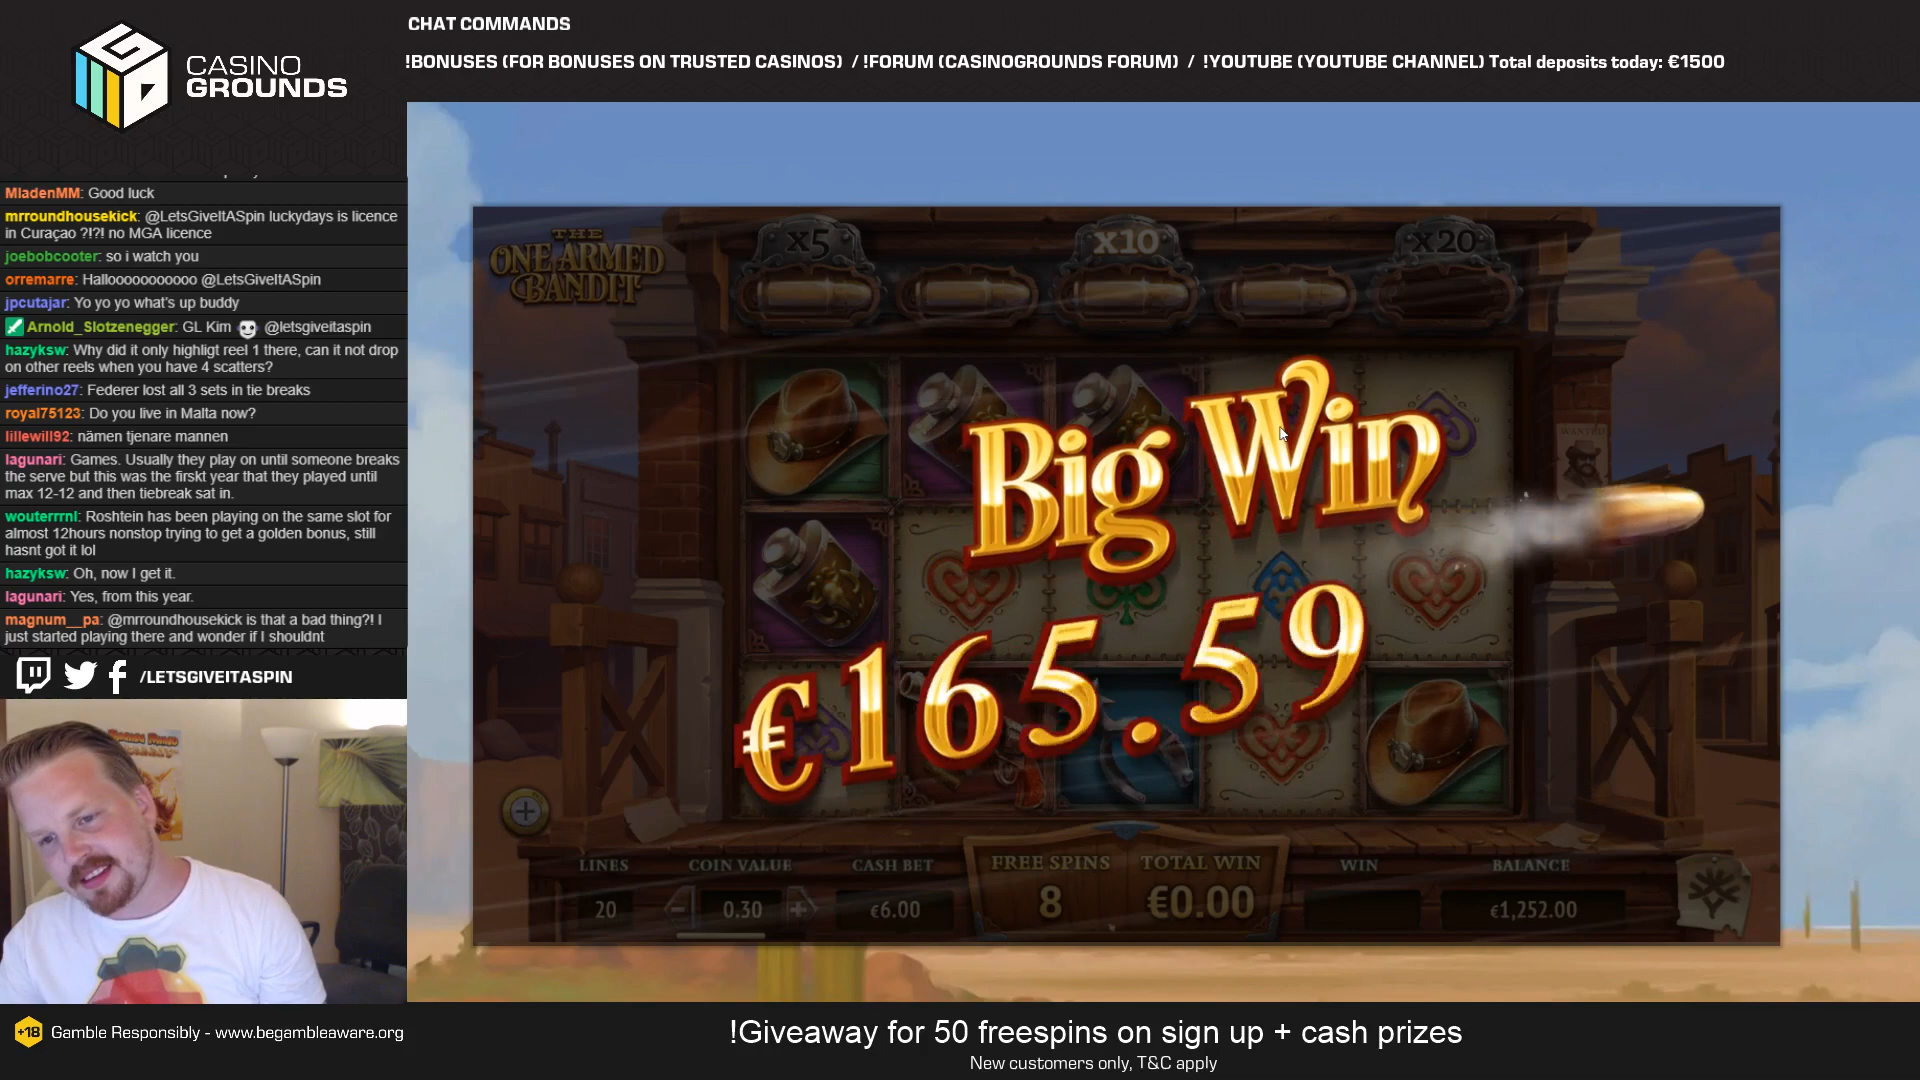 CASINO
GROUNDS
CHAT COMMANDS
!BONUSES (FOR BONUSES ON TRUSTED CASINOS) / !FORUM (CASINOGROUNDS FORUM) / !YOUTUBE (YOUTUBE CHANNEL) Total deposits today: €1500
MladenMM: Good luck
mrroundhousekick: @LetsGiveItASpin luckydays is licence
in Curaçao ?!?! no MGA licence
joebobcooter: so i watch you
orremarre: Hallooooooooooo @LetsGiveItASpin
jpcutajar: Yo yo yo what's up buddy
Arnold_Slotzenegger: GL Kim @letsgiveitaspin
hazyksw: Why did it only highligt reel 1 there, can it not drop
on other reels when you have 4 scatters?
jefferino27: Federer lost all 3 sets in tie breaks
royal75123: Do you live in Malta now?
lillewill92: nämen tjenare mannen
lagunari: Games. Usually they play on until someone breaks
the serve but this was the firskt year that they played until
max 12-12 and then tiebreak sat in.
wouterrrnl: Roshtein has been playing on the same slot for
almost 12hours nonstop trying to get a golden bonus, still
hasnt got it lol
hazyksw: Oh, now I get it.
lagunari: Yes, from this year.
magnum__pa: @mrroundhousekick is that a bad thing?! I
just started playing there and wonder if I shouldnt
/LETSGIVEITASPIN
THE
ONE ARMED
BANDIT
x5
x10
x20
WANTED
Big Win
€165.59
LINES
20
COIN VALUE
0.30
CASH BET
€6.00
FREE SPINS
8
TOTAL WIN
€0.00
WIN
BALANCE
€1,252.00
+18
Gamble Responsibly - www.begambleaware.org
!Giveaway for 50 freespins on sign up + cash prizes
New customers only, T&C apply